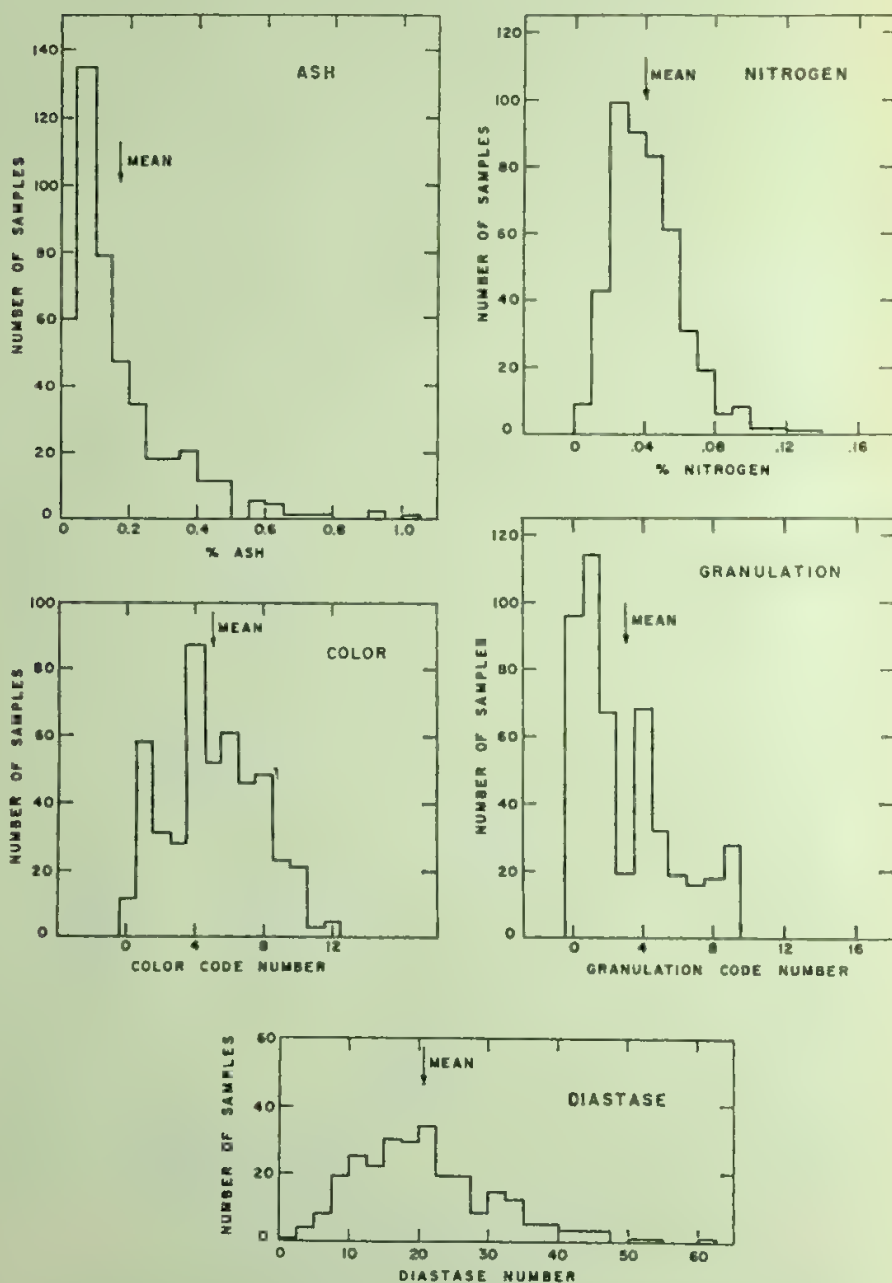 ASH
MEAN
NUMBER OF SAMPLES
140
120
100
80
60
40
20
0
0 0.2 0.4 0.6 0.8 1.0
% ASH
NITROGEN
MEAN
NUMBER OF SAMPLES
120
100
80
60
40
20
0
0 .04 .08 .12 .16
% NITROGEN
COLOR
MEAN
NUMBER OF SAMPLES
100
80
60
40
20
0
0 4 8 12
COLOR CODE NUMBER
GRANULATION
MEAN
NUMBER OF SAMPLES
120
100
80
60
40
20
0
0 4 8 12 16
GRANULATION CODE NUMBER
DIASTASE
MEAN
NUMBER OF SAMPLES
60
40
20
0
0 10 20 30 40 50 60
DIASTASE NUMBER